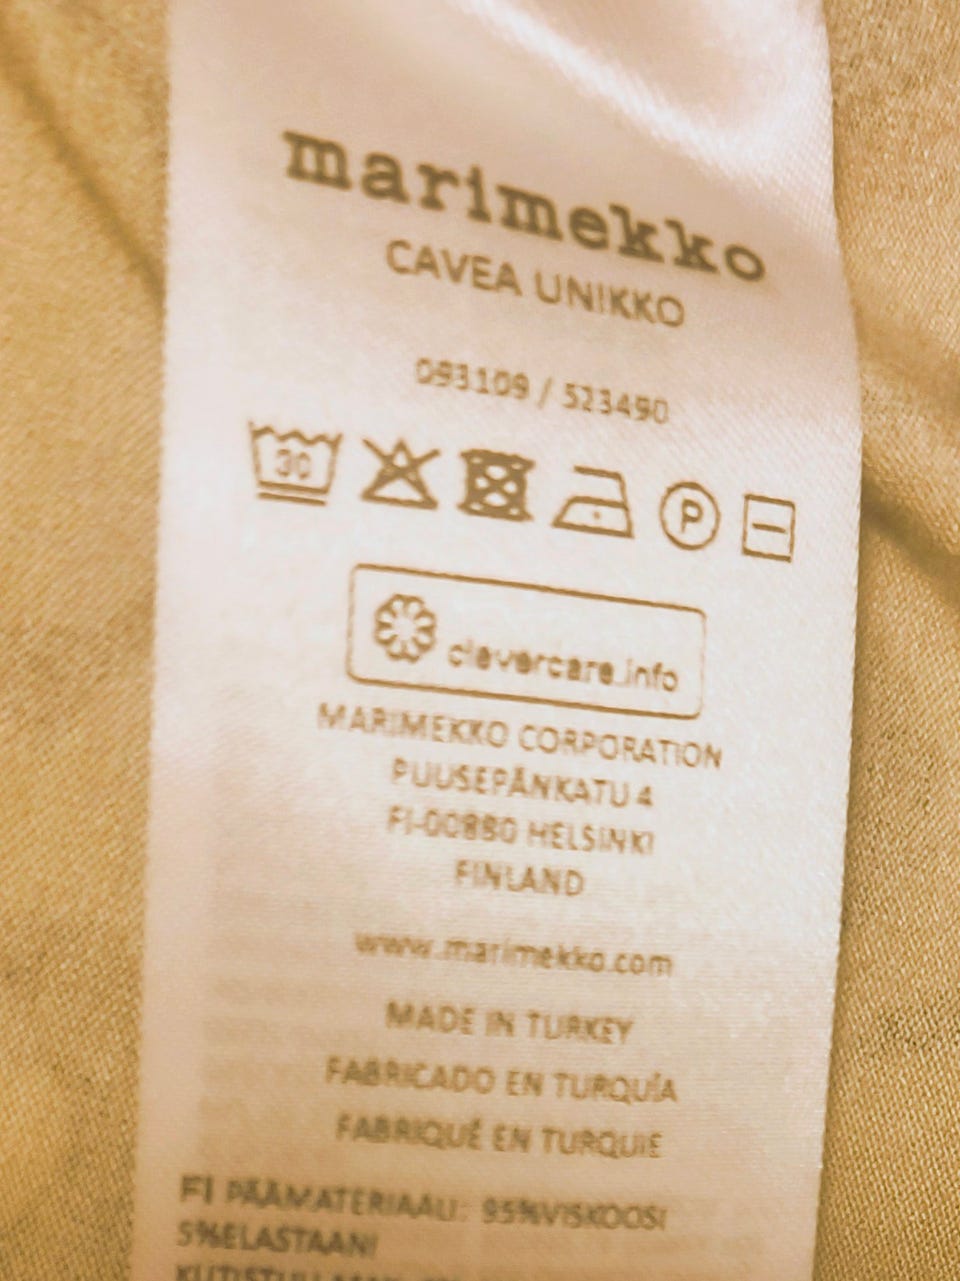 marimekko
CAVEA UNIKKO
093109 / 523490
30
P
clevercare.info
MARIMEKKO CORPORATION
PUUSEPÄNKATU 4
FI-00880 HELSINKI
FINLAND
www.marimekko.com
MADE IN TURKEY
FABRICADO EN TURQUÍA
FABRIQUÉ EN TURQUIE
FI PÄÄMATERIAALI: 95%VISKOOSI
5%ELASTAANI